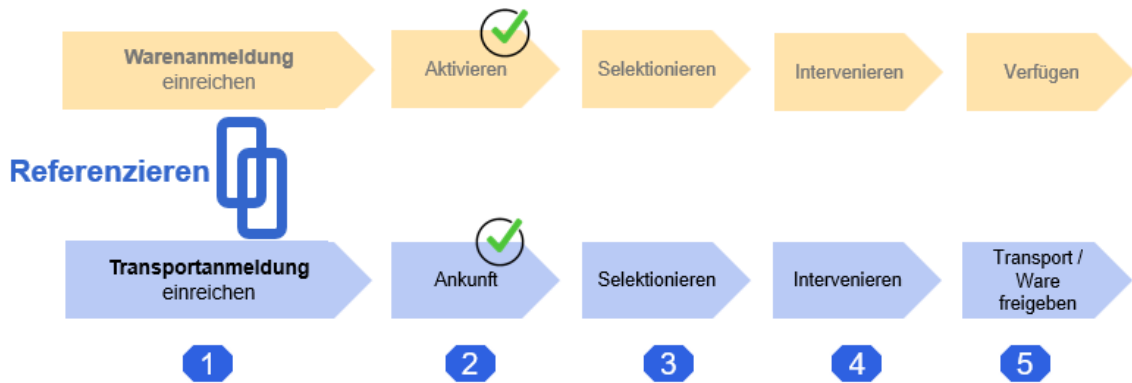 Warenanmeldung
einreichen
Aktivieren
Selektionieren
Intervenieren
Verfügen
Referenzieren
Transportanmeldung
einreichen
Ankunft
Selektionieren
Intervenieren
Transport /
Ware
freigeben
1
2
3
4
5